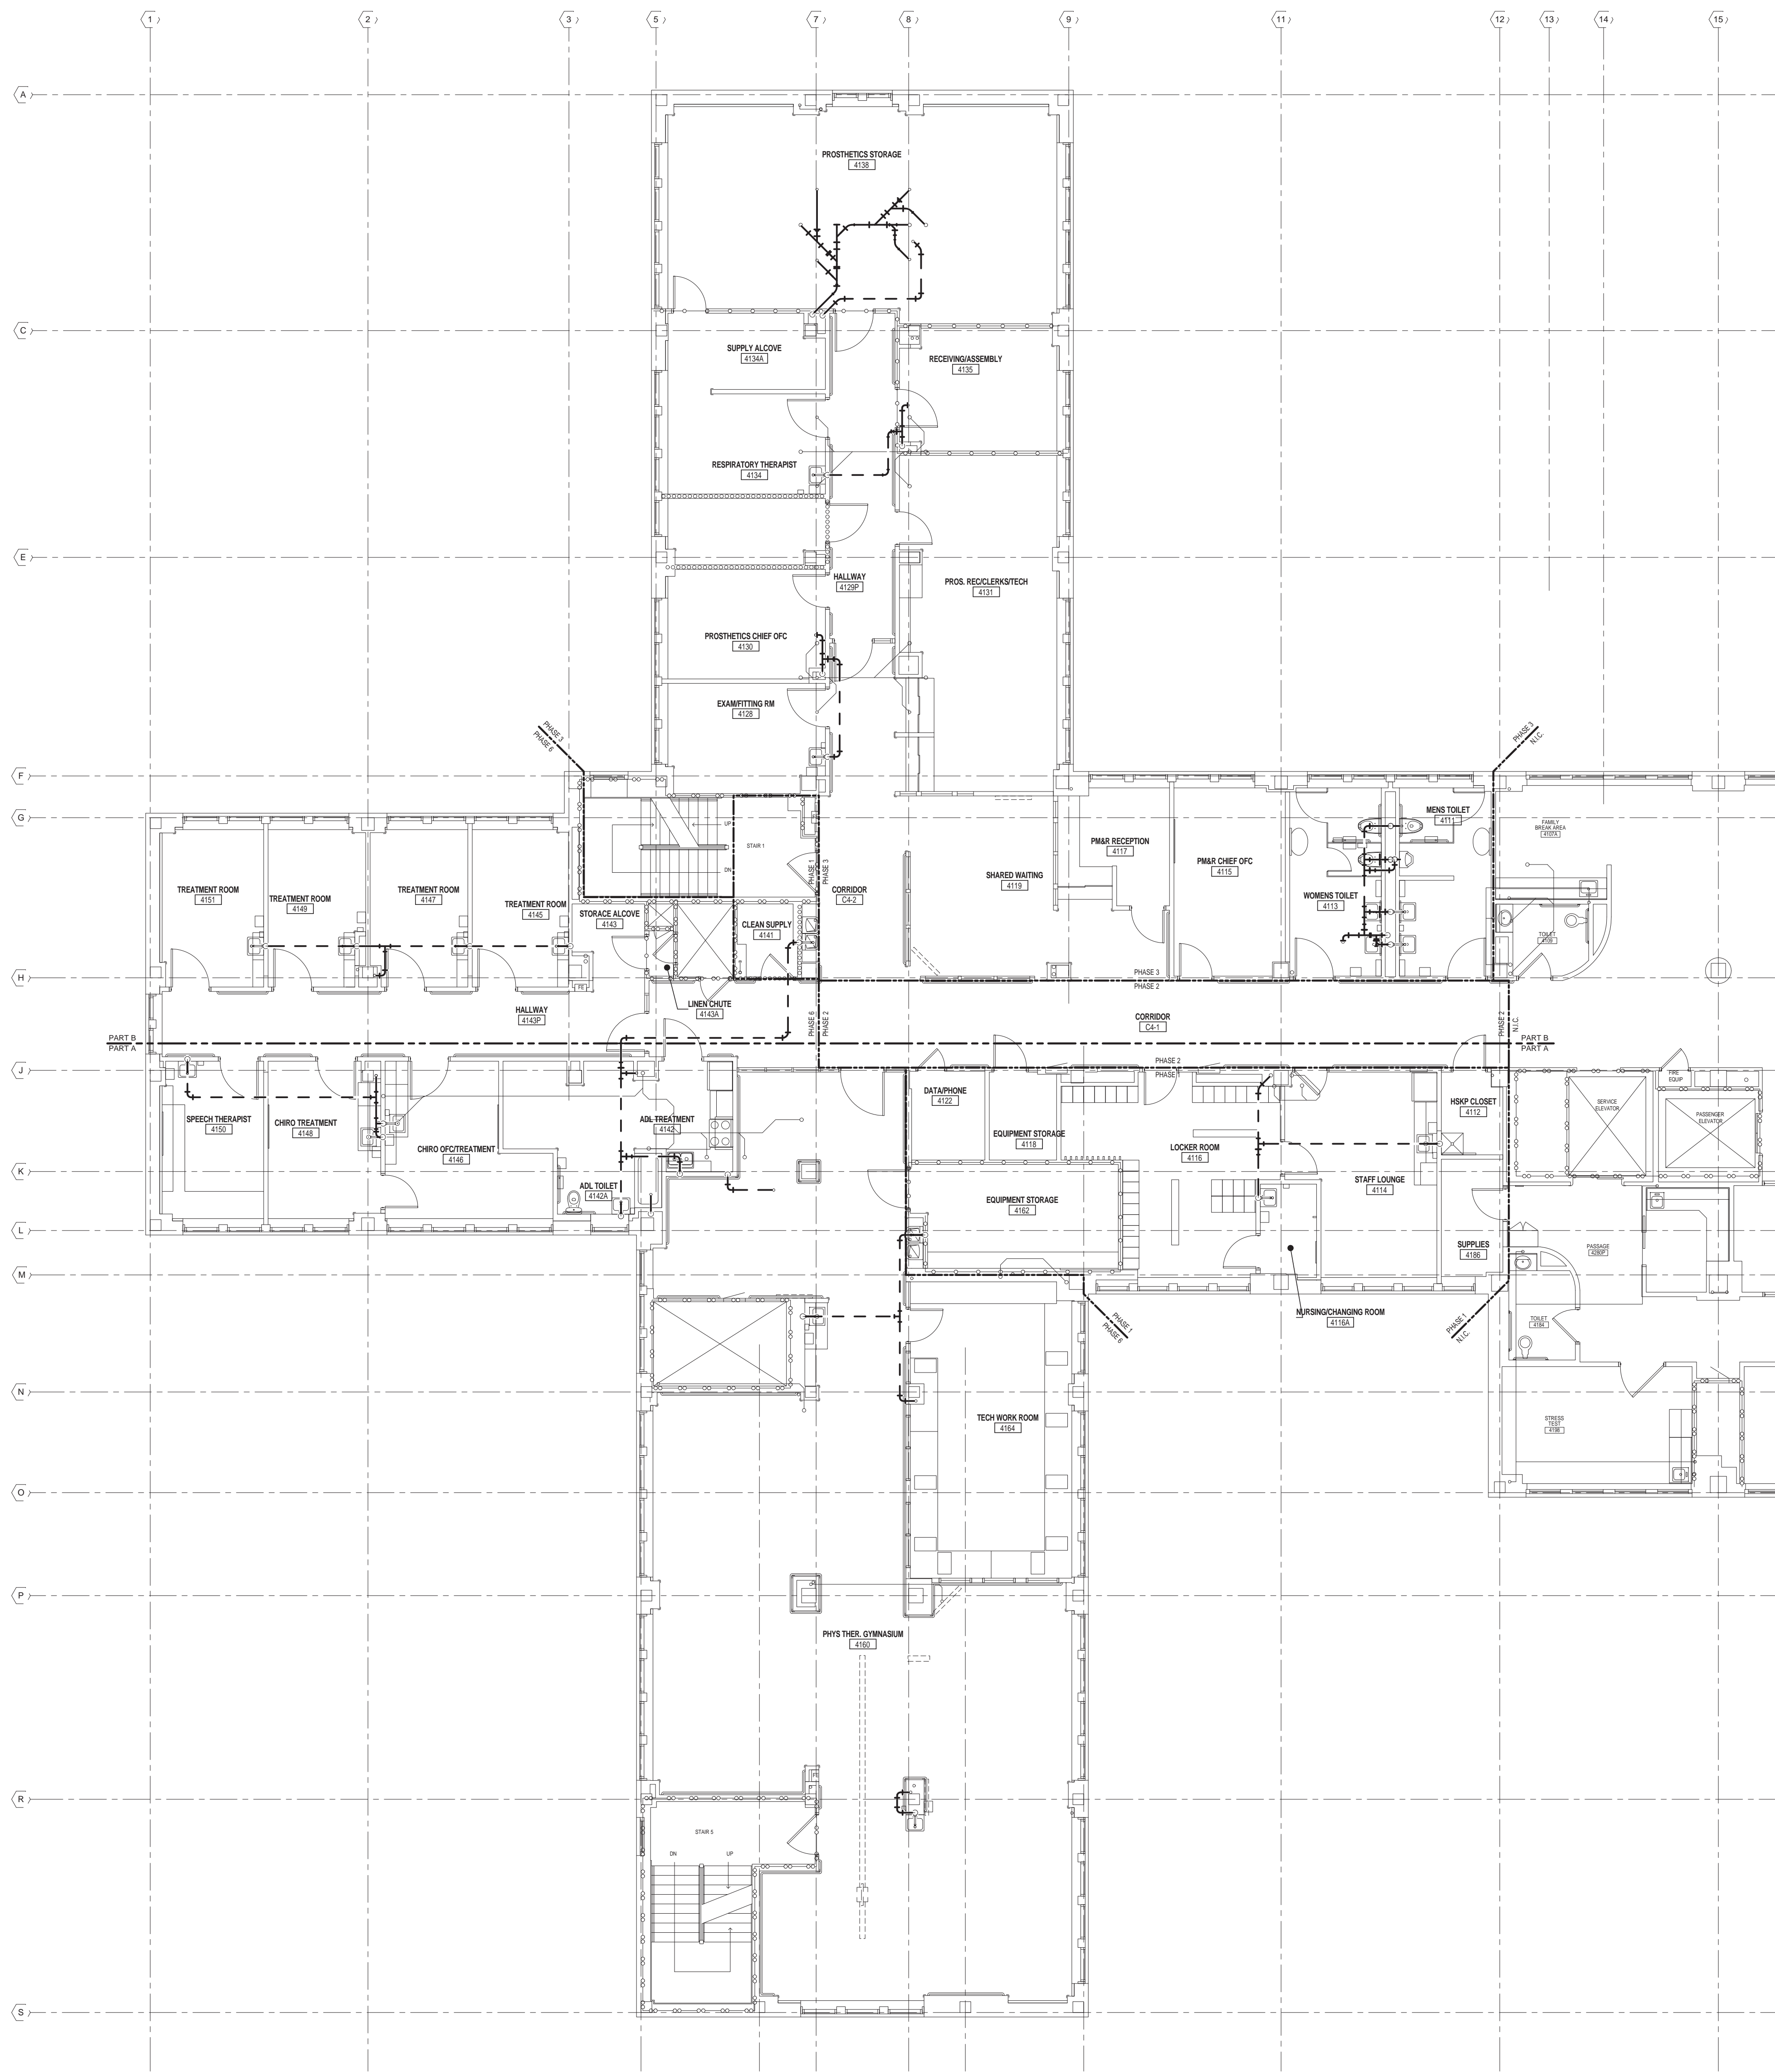 1
2
3
5
7
8
9
11
12
13
14
15
A
PROSTHETICS STORAGE
4138
C
SUPPLY ALCOVE
4134A
RECEIVING/ASSEMBLY
4135
RESPIRATORY THERAPIST
4134
E
HALLWAY
4129P
PROS. REC/CLERKS/TECH
4131
PROSTHETICS CHIEF OFC
4130
EXAM/FITTING RM
4128
PHASE 3
PHASE 6
PHASE 3
N.I.C.
F
G
UP
STAIR 1
DN
PHASE 1
PHASE 3
MENS TOILET
4111
FAMILY
BREAK AREA
4107A
PM&R RECEPTION
4117
PM&R CHIEF OFC
4115
TREATMENT ROOM
4151
TREATMENT ROOM
4149
TREATMENT ROOM
4147
TREATMENT ROOM
4145
STORACE ALCOVE
4143
CORRIDOR
C4-2
SHARED WAITING
4119
WOMENS TOILET
4113
CLEAN SUPPLY
4141
TOILET
4109
H
PHASE 3
PHASE 2
FE
LINEN CHUTE
4143A
HALLWAY
4143P
PHASE 6
PHASE 2
CORRIDOR
C4-1
PHASE 2
N.I.C.
PART B
PART A
PART B
PART A
J
PHASE 2
PHASE 1
FIRE
EQUIP
DATA/PHONE
4122
HSKP CLOSET
4112
SERVICE
ELEVATOR
PASSENGER
ELEVATOR
SPEECH THERAPIST
4150
CHIRO TREATMENT
4148
CHIRO OFC/TREATMENT
4146
ADL TREATMENT
4142
EQUIPMENT STORAGE
4118
LOCKER ROOM
4116
K
ADL TOILET
4142A
EQUIPMENT STORAGE
4162
STAFF LOUNGE
4114
L
SUPPLIES
4186
PASSAGE
4280P
M
NURSING/CHANGING ROOM
4116A
PHASE 1
PHASE 6
PHASE 1
N.I.C.
TOILET
4184
N
TECH WORK ROOM
4164
STRESS
TEST
4198
O
P
PHYS THER. GYMNASIUM
4160
R
STAIR 5
DN
UP
S